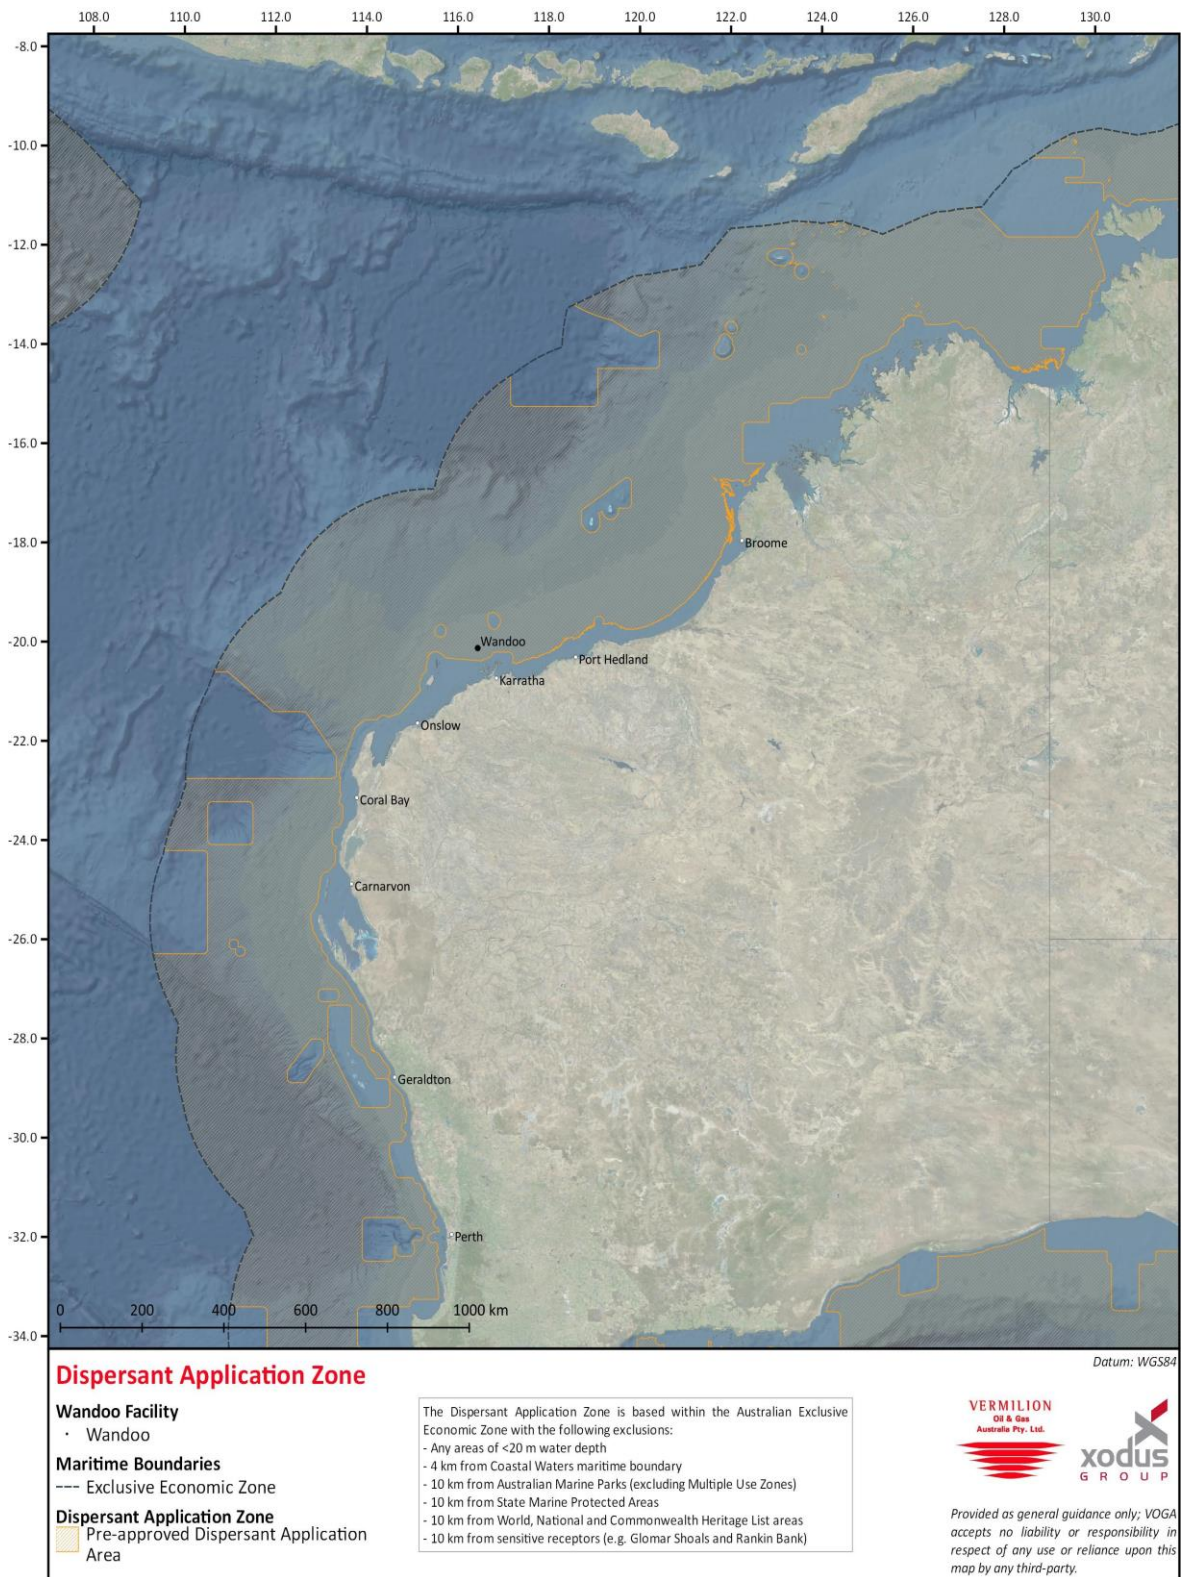 108.0 110.0 112.0 114.0 116.0 118.0 120.0 122.0 124.0 126.0 128.0 130.0
-8.0
-10.0
-12.0
-14.0
-16.0
-18.0
Broome
-20.0
Wandoo
Port Hedland
Karratha
Onslow
-22.0
Coral Bay
-24.0
Carnarvon
-26.0
-28.0
Geraldton
-30.0
-32.0
Perth
0 200 400 600 800 1000 km
-34.0
Datum: WGS84
Dispersant Application Zone
Wandoo Facility
· Wandoo
Maritime Boundaries
--- Exclusive Economic Zone
Dispersant Application Zone
Pre-approved Dispersant Application
Area
The Dispersant Application Zone is based within the Australian Exclusive
Economic Zone with the following exclusions:
- Any areas of <20 m water depth
- 4 km from Coastal Waters maritime boundary
- 10 km from Australian Marine Parks (excluding Multiple Use Zones)
- 10 km from State Marine Protected Areas
- 10 km from World, National and Commonwealth Heritage List areas
- 10 km from sensitive receptors (e.g. Glomar Shoals and Rankin Bank)
VERMILION
Oil & Gas
Australia Pty. Ltd.
xodus
GROUP
Provided as general guidance only; VOGA
accepts no liability or responsibility in
respect of any use or reliance upon this
map by any third-party.